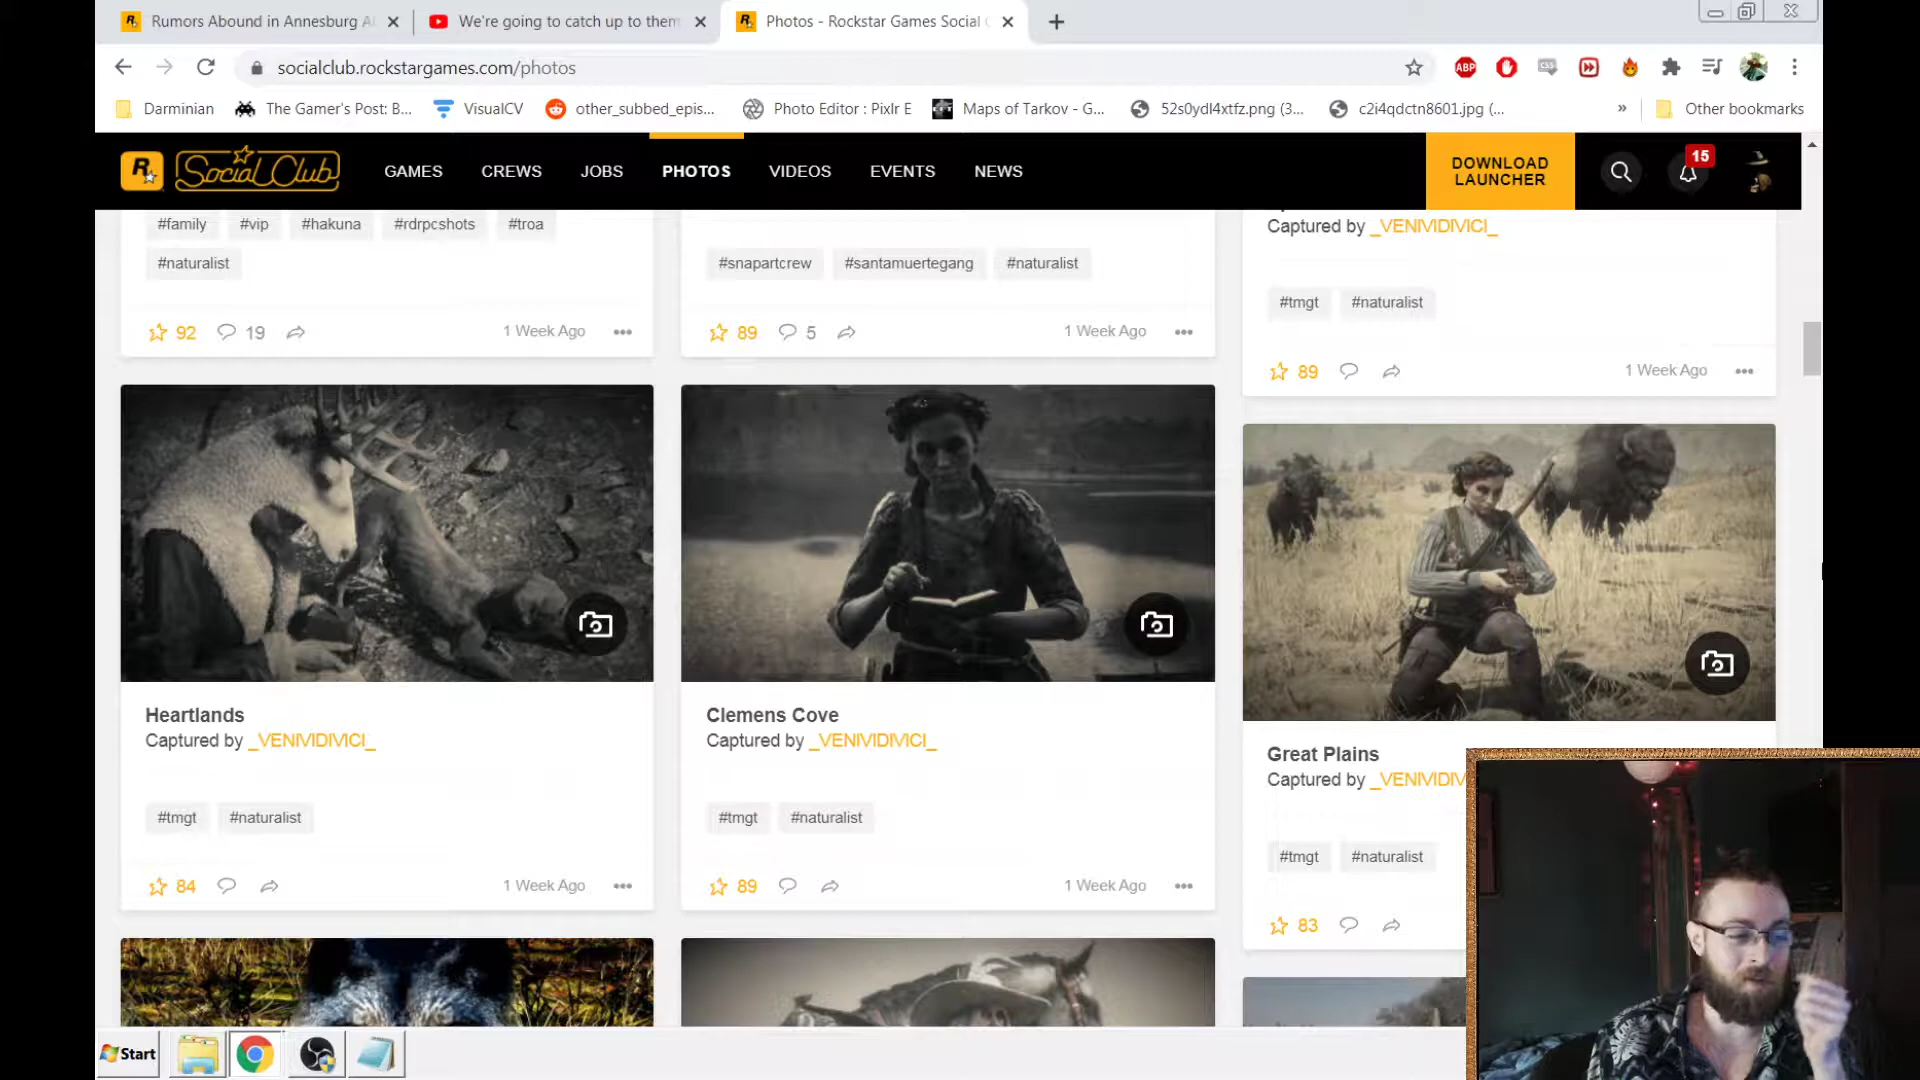 Rumors Abound in Annesburg A
We're going to catch up to them
Photos - Rockstar Games Social C
socialclub.rockstargames.com/photos
ABP
CSS
Darminian
The Gamer's Post: B...
VisualCV
other_subbed_epis...
Photo Editor : Pixlr E
Maps of Tarkov - G...
52s0ydl4xtfz.png (3...
c2i4qdctn8601.jpg (...
»
Other bookmarks
R
Social Club
GAMES
CREWS
JOBS
PHOTOS
VIDEOS
EVENTS
NEWS
DOWNLOAD
LAUNCHER
15
#family
#vip
#hakuna
#rdrpcshots
#troa
#naturalist
92
19
1 Week Ago
#snapartcrew
#santamuertegang
#naturalist
89
5
1 Week Ago
Captured by _VENIVIDIVICI_
#tmgt
#naturalist
89
1 Week Ago
Heartlands
Captured by _VENIVIDIVICI_
#tmgt
#naturalist
84
1 Week Ago
Clemens Cove
Captured by _VENIVIDIVICI_
#tmgt
#naturalist
89
1 Week Ago
Great Plains
Captured by _VENIVIDIV
#tmgt
#naturalist
83
Start